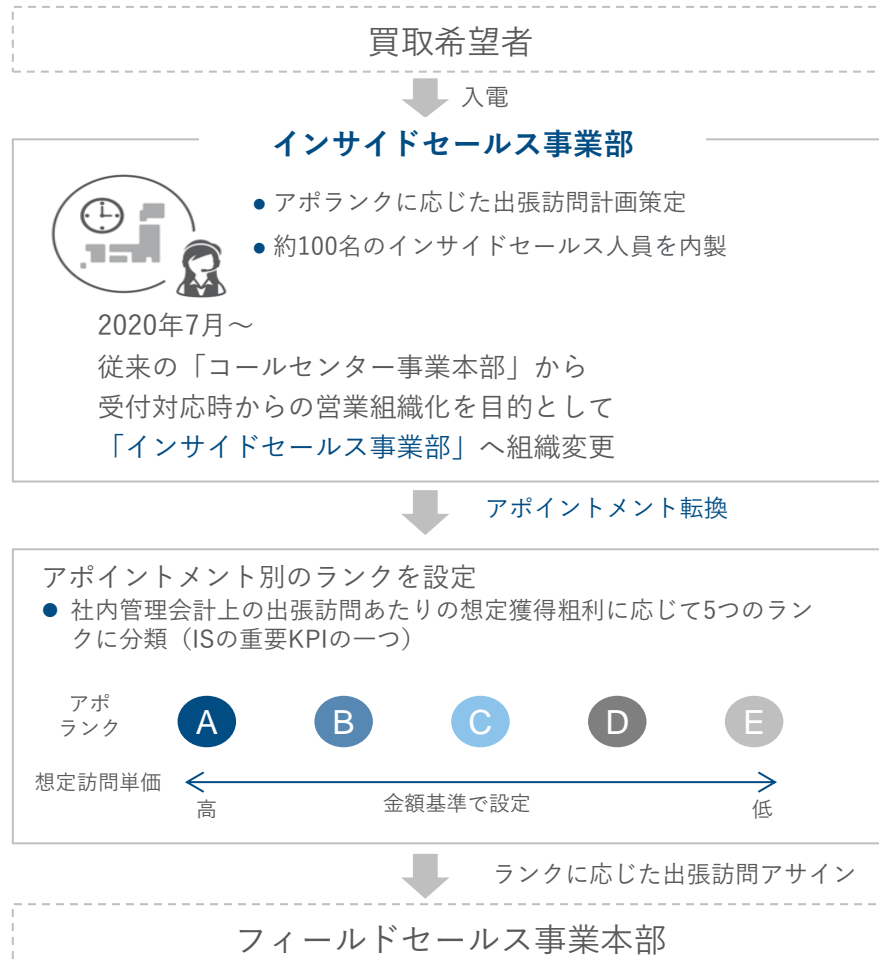 買取希望者
入電
インサイドセールス事業部
● アポランクに応じた出張訪問計画策定
● 約100名のインサイドセールス人員を内製
2020年7月～
従来の「コールセンター事業本部」から
受付対応時からの営業組織化を目的として
「インサイドセールス事業部」へ組織変更
アポイントメント転換
アポイントメント別のランクを設定
● 社内管理会計上の出張訪問あたりの想定獲得粗利に応じて5つのラン
クに分類（ISの重要KPIの一つ）
アポ
ランク
A B C D E
想定訪問単価
高 金額基準で設定 低
ランクに応じた出張訪問アサイン
フィールドセールス事業本部